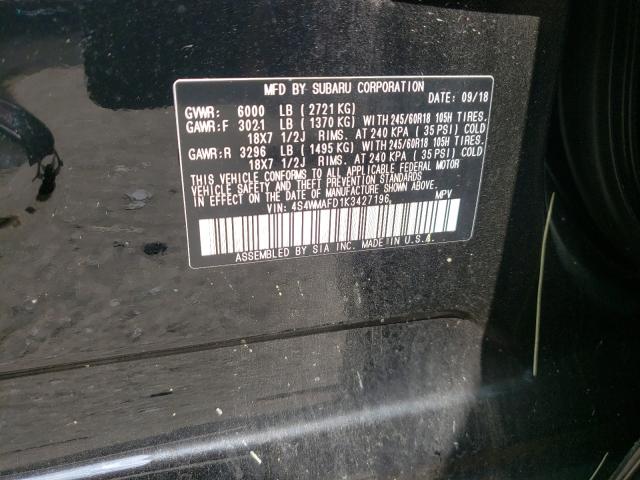 MFD BY SUBARU CORPORATION
DATE: 09/18
GVWR: 6000 LB (2721 KG)
GAWR:F 3021 LB (1370 KG) WITH 245/60R18 105H TIRES.
18X7 1/2J RIMS. AT 240 KPA (35 PSI) COLD
GAWR:R 3296 LB (1495 KG) WITH 245/60R18 105H TIRES.
18X7 1/2J RIMS. AT 240 KPA (35 PSI) COLD
THIS VEHICLE CONFORMS TO ALL APPLICABLE FEDERAL MOTOR
VEHICLE SAFETY AND THEFT PREVENTION STANDARDS
IN EFFECT ON THE DATE OF MANUFACTURE SHOWN ABOVE.
VIN: 4S4WMAFD1K3427196 MPV
ASSEMBLED BY SIA INC. MADE IN U.S.A.